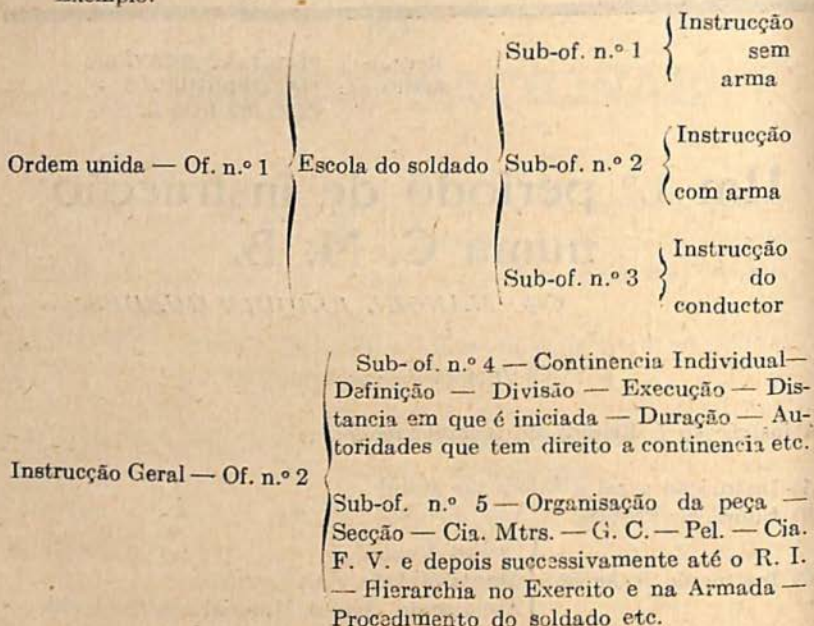 Exemplo:
Ordem unida — Of. n.º 1
Escola do soldado
Sub-of. n.º 1
Instrucção
sem
arma
Sub-of. n.º 2
Instrucção
com arma
Sub-of. n.º 3
Instrucção
do
conductor
Instrucção Geral — Of. n.º 2
Sub- of. n.º 4 — Continencia Individual—
Definição — Divisão — Execução — Dis-
tancia em que é iniciada — Duração — Au-
toridades que tem direito a continencia etc.
Sub-of. n.º 5 — Organisação da peça —
Secção — Cia. Mtrs. — G. C. — Pel. — Cia.
F. V. e depois successivamente até o R. I.
— Hierarchia no Exercito e na Armada —
Procedimento do soldado etc.